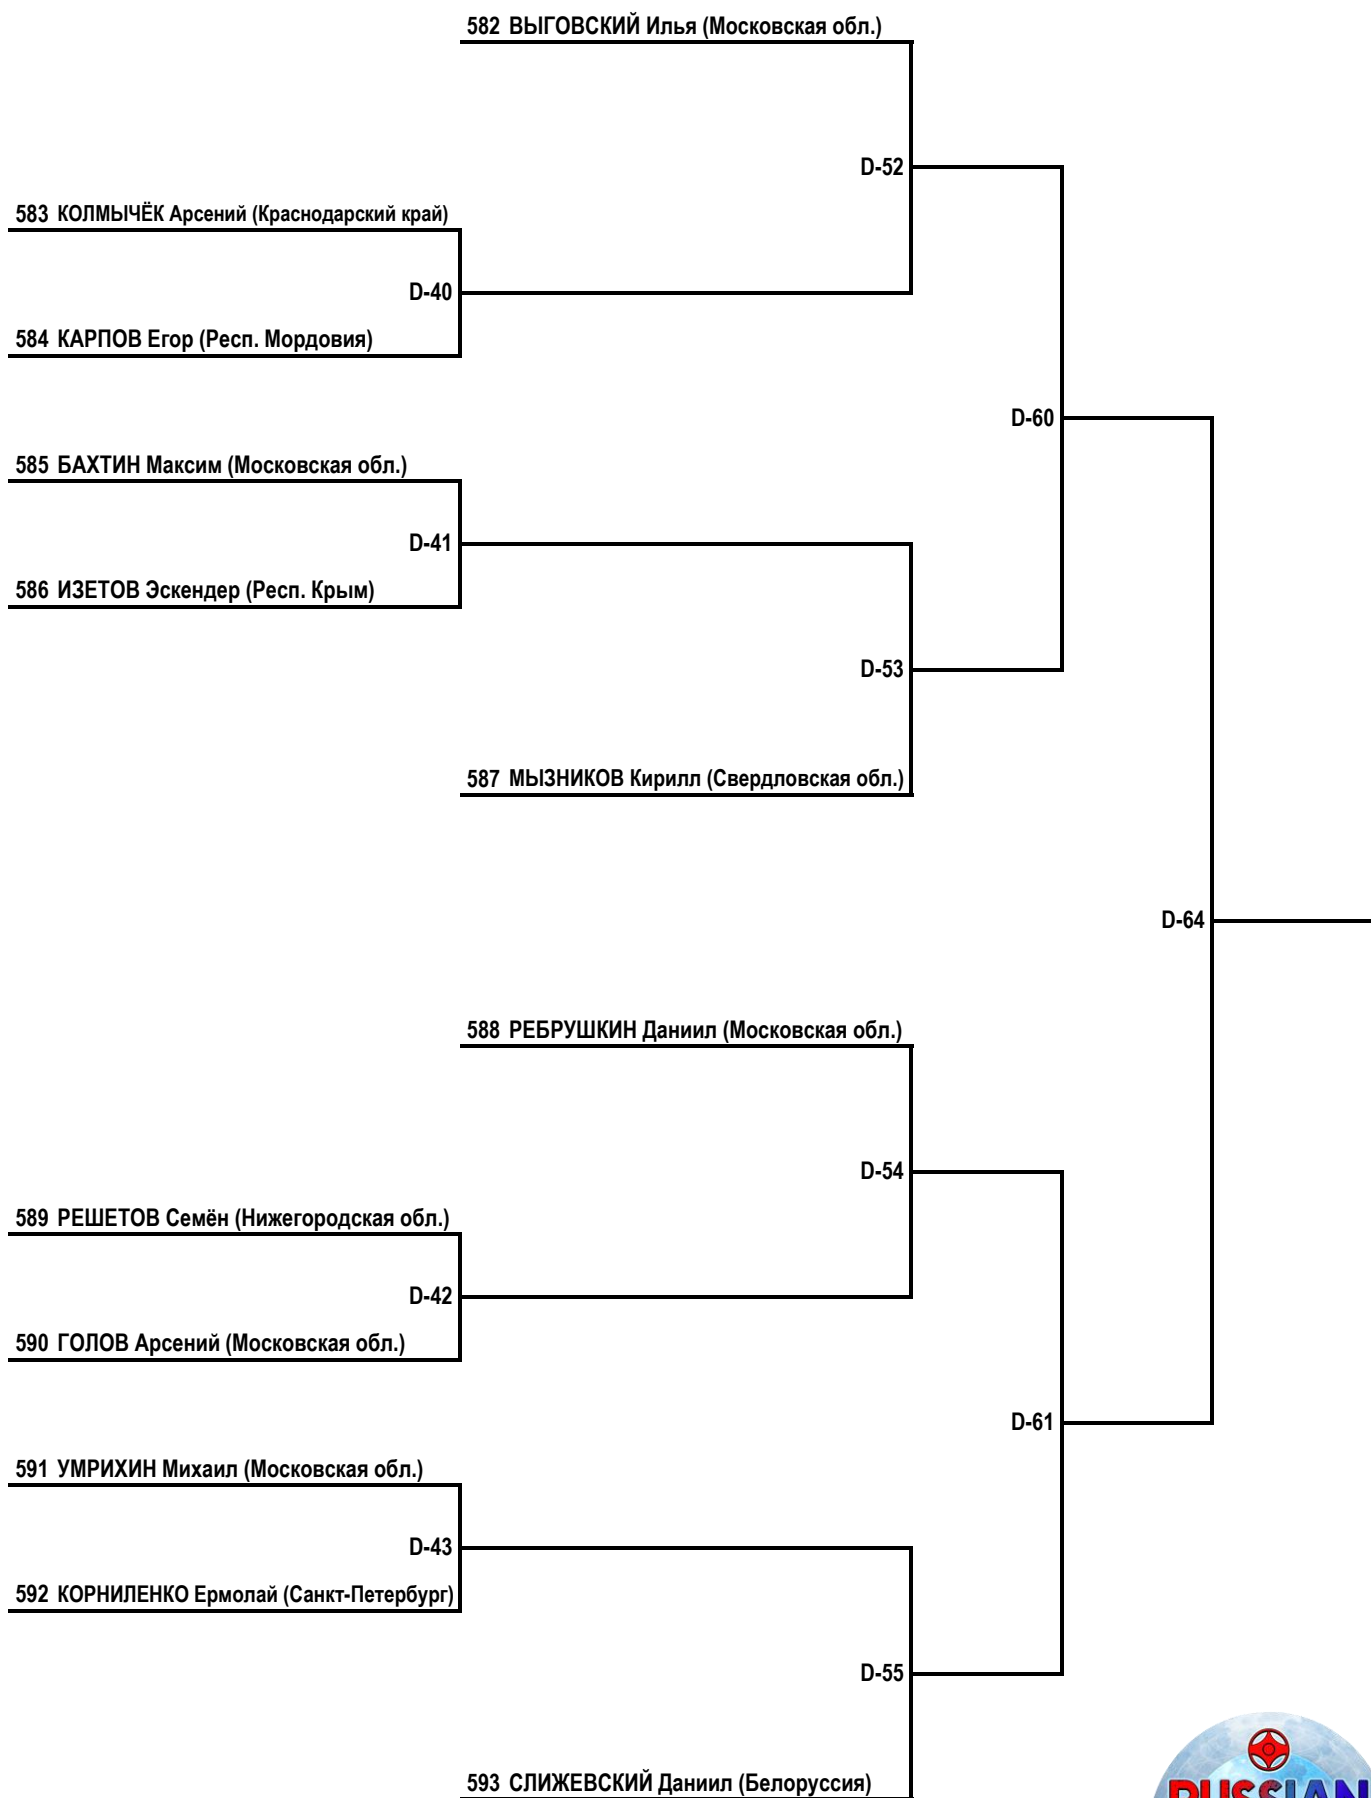 582 ВЫГОВСКИЙ Илья (Московская обл.)
D-52
583 КОЛМЫЧЁК Арсений (Краснодарский край)
D-40
584 КАРПОВ Егор (Респ. Мордовия)
D-60
585 БАХТИН Максим (Московская обл.)
D-41
586 ИЗЕТОВ Эскендер (Респ. Крым)
D-53
587 МЫЗНИКОВ Кирилл (Свердловская обл.)
D-64
588 РЕБРУШКИН Даниил (Московская обл.)
D-54
589 РЕШЕТОВ Семён (Нижегородская обл.)
D-42
590 ГОЛОВ Арсений (Московская обл.)
D-61
591 УМРИХИН Михаил (Московская обл.)
D-43
592 КОРНИЛЕНКО Ермолай (Санкт-Петербург)
D-55
593 СЛИЖЕВСКИЙ Даниил (Белоруссия)
RUSSIAN